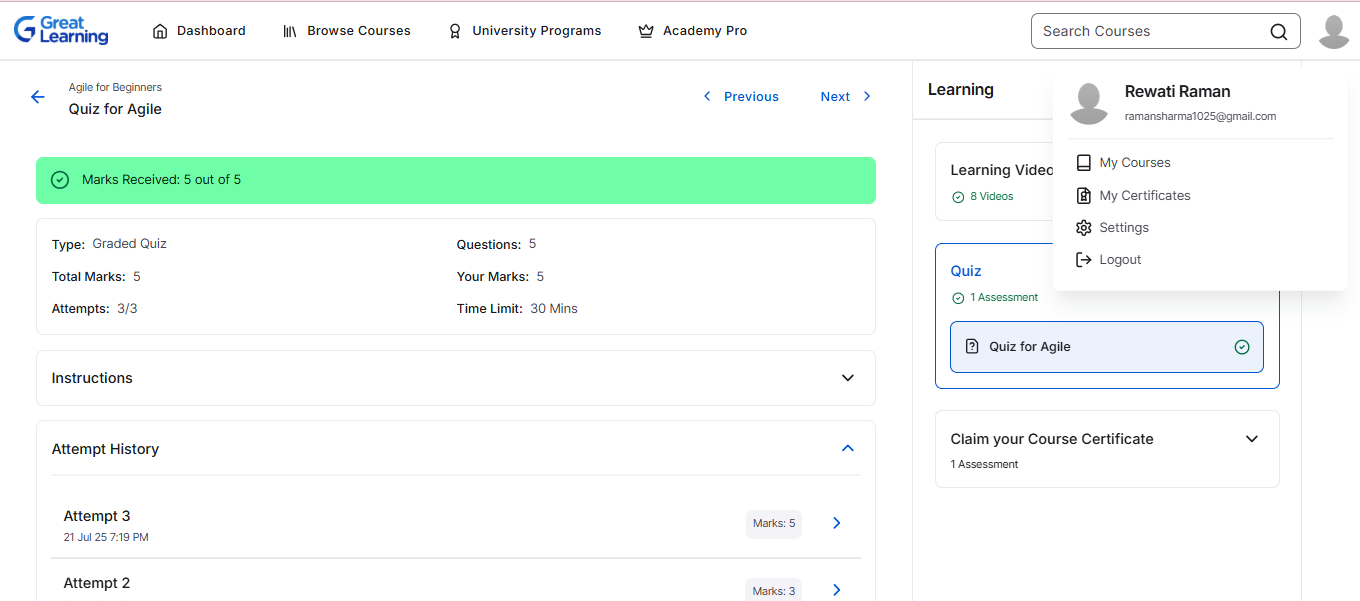 Great
Learning
Dashboard
Browse Courses
University Programs
Academy Pro
Search Courses
Agile for Beginners
Quiz for Agile
Previous
Next
Marks Received: 5 out of 5
Type: Graded Quiz
Questions: 5
Total Marks: 5
Your Marks: 5
Attempts: 3/3
Time Limit: 30 Mins
Instructions
Attempt History
Attempt 3
21 Jul 25 7:19 PM
Marks: 5
Attempt 2
Marks: 3
Learning
Learning Video
8 Videos
Quiz
1 Assessment
Quiz for Agile
Claim your Course Certificate
1 Assessment
Rewati Raman
ramansharma1025@gmail.com
My Courses
My Certificates
Settings
Logout